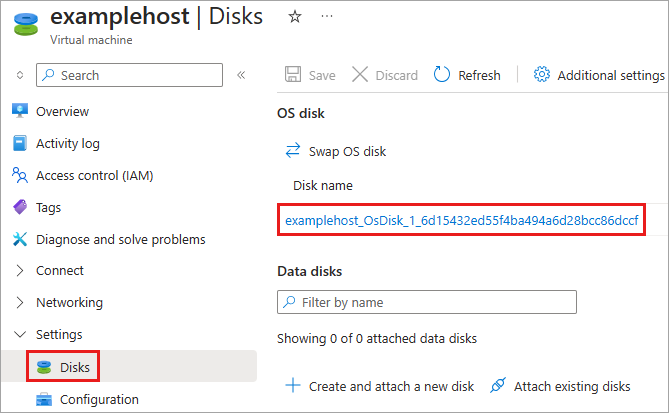 examplehost | Disks ☆ ···
Virtual machine
Search «
Overview
Activity log
Access control (IAM)
Tags
Diagnose and solve problems
Connect
Networking
Settings
Disks
Configuration
Save Discard Refresh Additional settings
OS disk
Swap OS disk
Disk name
examplehost_OsDisk_1_6d15432ed55f4ba494a6d28bcc86dccf
Data disks
Filter by name
Showing 0 of 0 attached data disks
Create and attach a new disk Attach existing disks